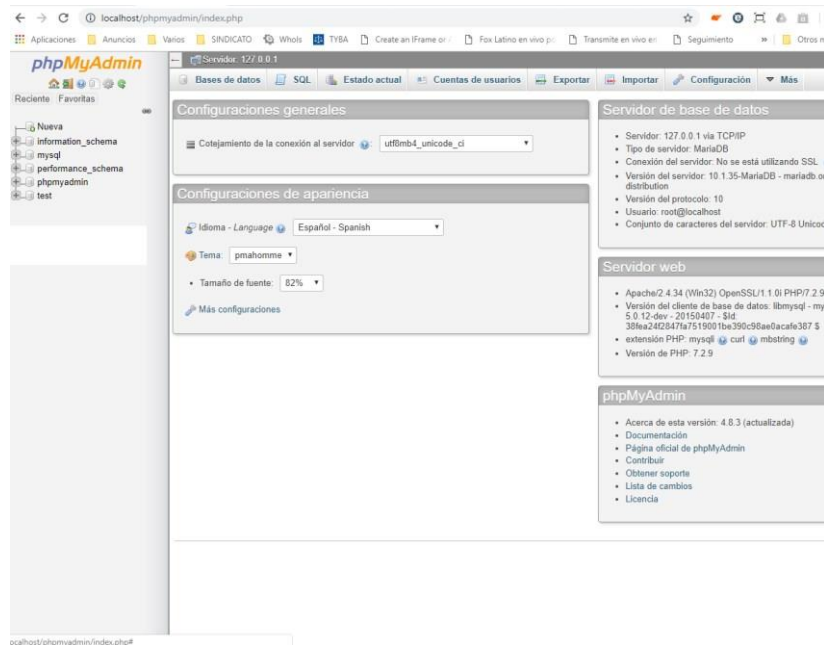 localhost/phpmyadmin/index.php
Aplicaciones Anuncios Varios SINDICATO WhoIs TYBA Create an IFrame or Fox Latino en vivo Transmite en vivo en Seguimiento » Otros
phpMyAdmin
Reciente Favoritas
Nueva
information_schema
mysql
performance_schema
phpmyadmin
test
Servidor: 127.0.0.1
Bases de datos SQL Estado actual Cuentas de usuarios Exportar Importar Configuración Más
Configuraciones generales
Cotejamiento de la conexión al servidor : utf8mb4_unicode_ci
Configuraciones de apariencia
Idioma - Language Español - Spanish
Tema: pmahomme
• Tamaño de fuente: 82%
Más configuraciones
Servidor de base de datos
• Servidor: 127.0.0.1 via TCP/IP
• Tipo de servidor: MariaDB
• Conexión del servidor: No se está utilizando SSL
• Versión del servidor: 10.1.35-MariaDB - mariadb.o
distribution
• Versión del protocolo: 10
• Usuario: root@localhost
• Conjunto de caracteres del servidor: UTF-8 Unicod
Servidor web
• Apache/2.4.34 (Win32) OpenSSL/1.1.0i PHP/7.2.9
• Versión del cliente de base de datos: libmysql - my
5.0.12-dev - 20150407 - $Id:
38fea24f2847fa7519001be390c98ae0acafe387 $
• extensión PHP: mysqli curl mbstring
• Versión de PHP: 7.2.9
phpMyAdmin
• Acerca de esta versión: 4.8.3 (actualizada)
• Documentación
• Página oficial de phpMyAdmin
• Contribuir
• Obtener soporte
• Lista de cambios
• Licencia
ocalhost/phpmyadmin/index.php#